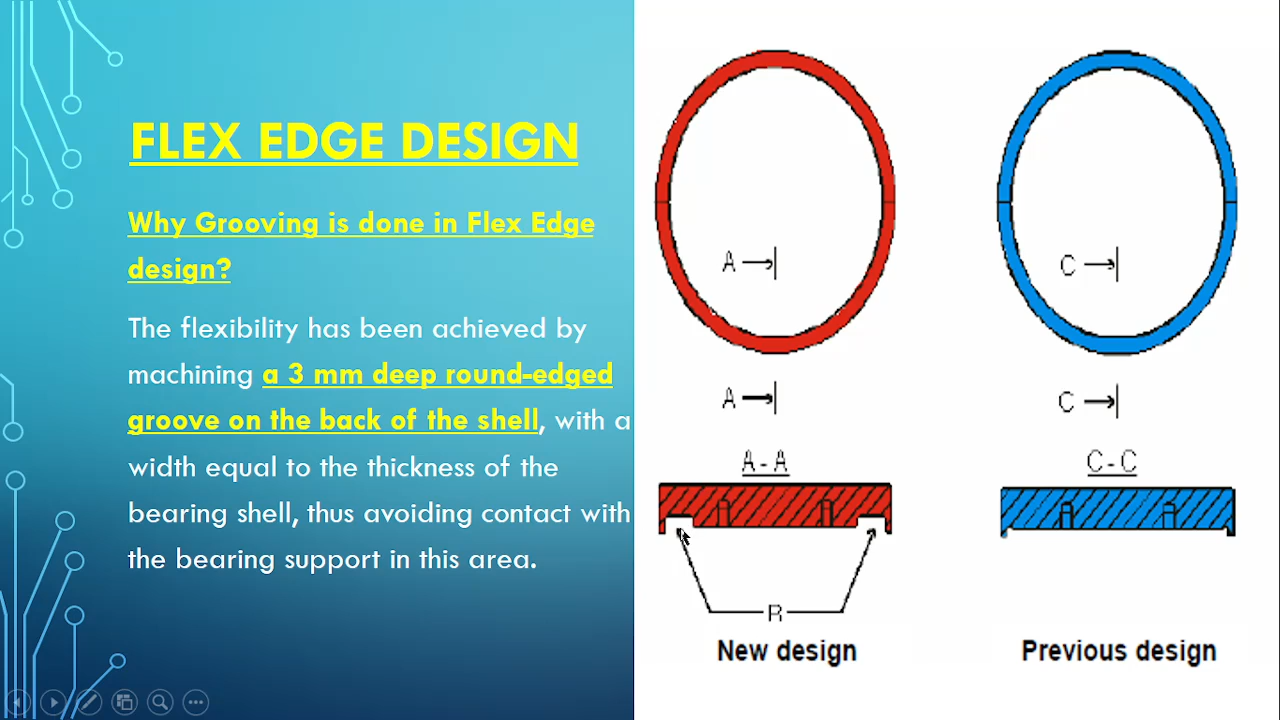 FLEX EDGE DESIGN
Why Grooving is done in Flex Edge
design?
The flexibility has been achieved by
machining a 3 mm deep round-edged
groove on the back of the shell, with a
width equal to the thickness of the
bearing shell, thus avoiding contact with
the bearing support in this area.
A
A
A - A
B
New design
C
C
C - C
Previous design